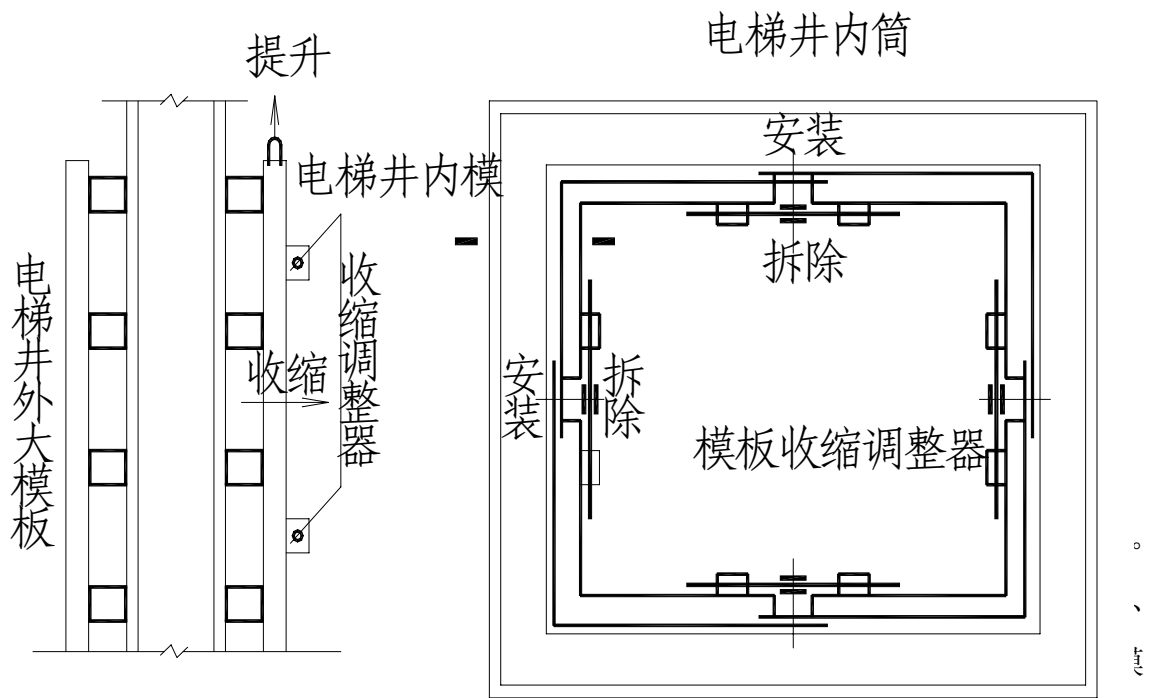 电梯井内筒
提升
安装
电梯井内模
拆除
电梯井外大模板
收缩
收缩调整器
安装
拆除
模板收缩调整器
。
、